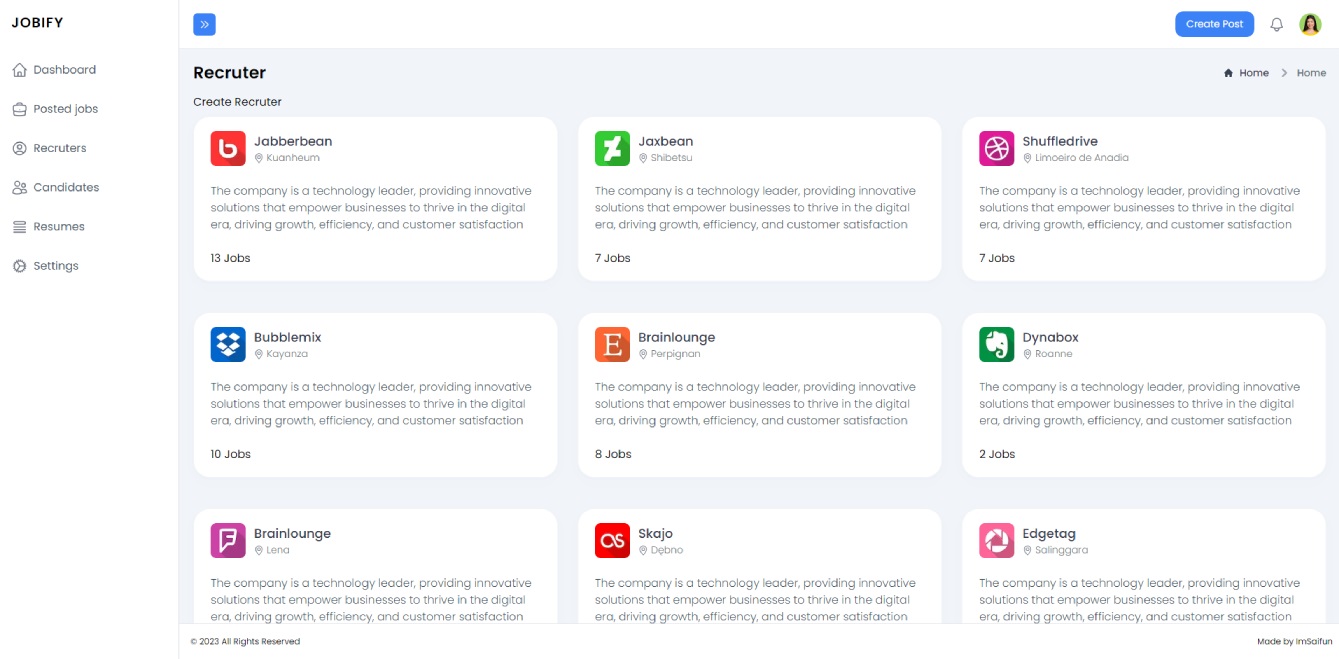 JOBIFY
Dashboard
Posted jobs
Recruters
Candidates
Resumes
Settings
Create Post
Recruter
Home
Home
Create Recruter
Jabberbean
Kuanheum
The company is a technology leader, providing innovative
solutions that empower businesses to thrive in the digital
era, driving growth, efficiency, and customer satisfaction
13 Jobs
Jaxbean
Shibetsu
The company is a technology leader, providing innovative
solutions that empower businesses to thrive in the digital
era, driving growth, efficiency, and customer satisfaction
7 Jobs
Shuffledrive
Limoeiro de Anadia
The company is a technology leader, providing innovative
solutions that empower businesses to thrive in the digital
era, driving growth, efficiency, and customer satisfaction
7 Jobs
Bubblemix
Kayanza
The company is a technology leader, providing innovative
solutions that empower businesses to thrive in the digital
era, driving growth, efficiency, and customer satisfaction
10 Jobs
Brainlounge
Perpignan
The company is a technology leader, providing innovative
solutions that empower businesses to thrive in the digital
era, driving growth, efficiency, and customer satisfaction
8 Jobs
Dynabox
Roanne
The company is a technology leader, providing innovative
solutions that empower businesses to thrive in the digital
era, driving growth, efficiency, and customer satisfaction
2 Jobs
Brainlounge
Lena
The company is a technology leader, providing innovative
solutions that empower businesses to thrive in the digital
era, driving growth, efficiency, and customer satisfaction
Skajo
Dębno
The company is a technology leader, providing innovative
solutions that empower businesses to thrive in the digital
era, driving growth, efficiency, and customer satisfaction
Edgetag
Salinggara
The company is a technology leader, providing innovative
solutions that empower businesses to thrive in the digital
era, driving growth, efficiency, and customer satisfaction
© 2023 All Rights Reserved
Made by ImSaifun